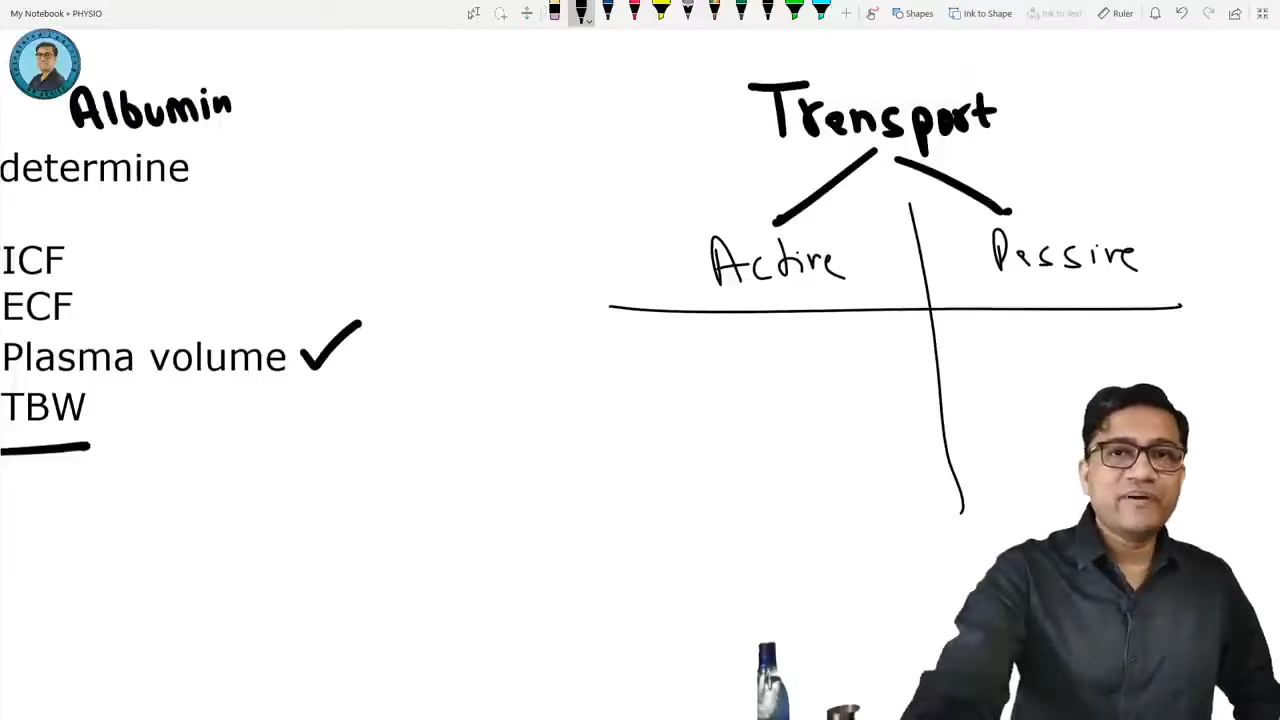 My Notebook » PHYSIO
Shapes
Ink to Shape
Ink to Text
Ruler
Albumin
determine
ICF
ECF
Plasma volume
TBW
Transport
Active
Passive